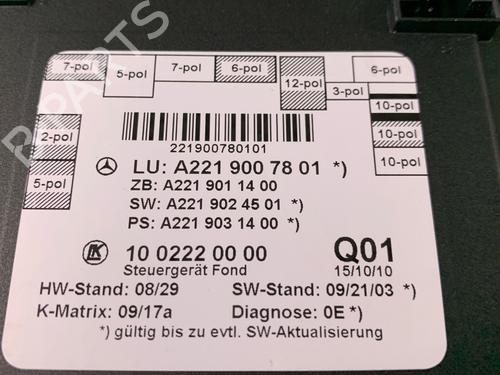 7-pol
5-pol
7-pol
6-pol
12-pol
3-pol
6-pol
10-pol
10-pol
10-pol
2-pol
5-pol
221900780101
LU: A221 900 78 01 *)
ZB: A221 901 14 00
SW: A221 902 45 01 *)
PS: A221 903 14 00 *)
LK 10 0222 00 00 Q01
Steuergerät Fond 15/10/10
HW-Stand: 08/29 SW-Stand: 09/21/03 *)
K-Matrix: 09/17a Diagnose: 0E *)
*) gültig bis zu evtl. SW-Aktualisierung
B-PARTS